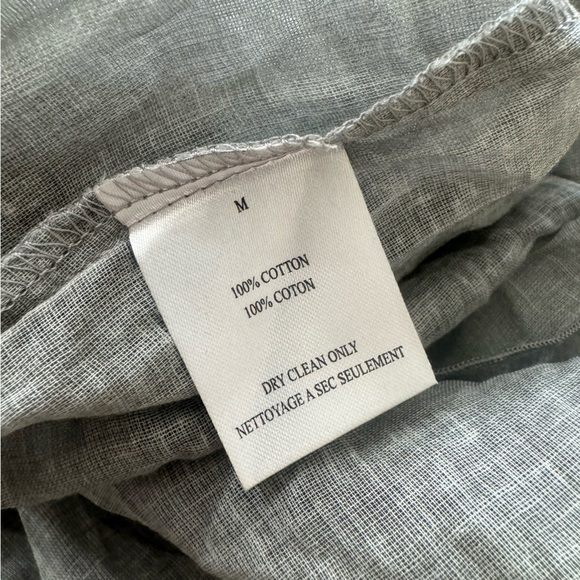 M
100% COTTON
100% COTON
DRY CLEAN ONLY
NETTOYAGE A SEC SEULEMENT